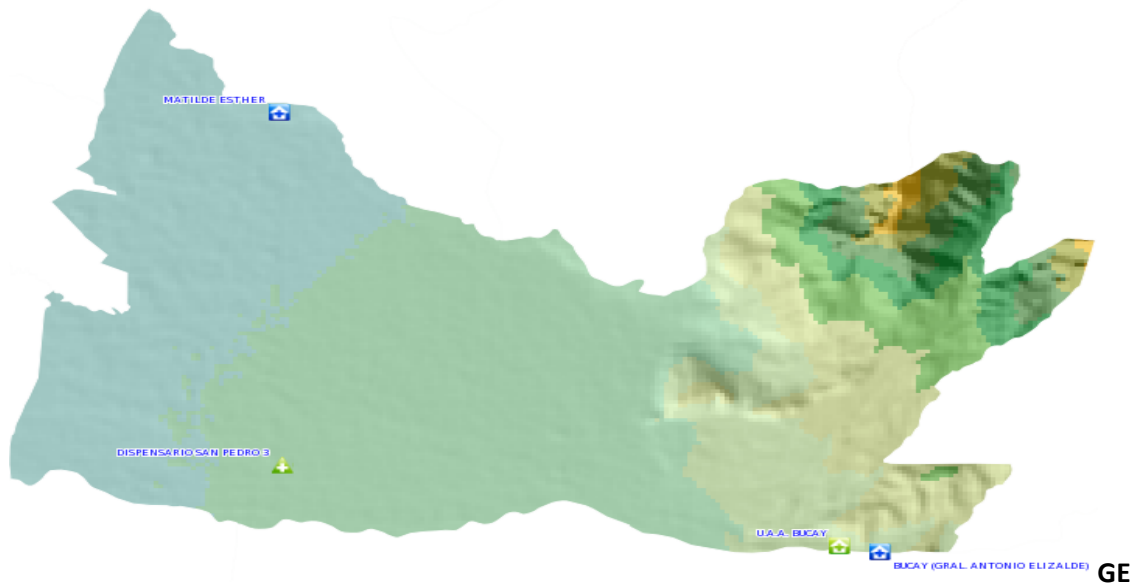 MATILDE ESTHER
DISPENSARIO SAN PEDRO 3
U.A.A. BUCAY
BUCAY (GRAL. ANTONIO ELIZALDE)
GE